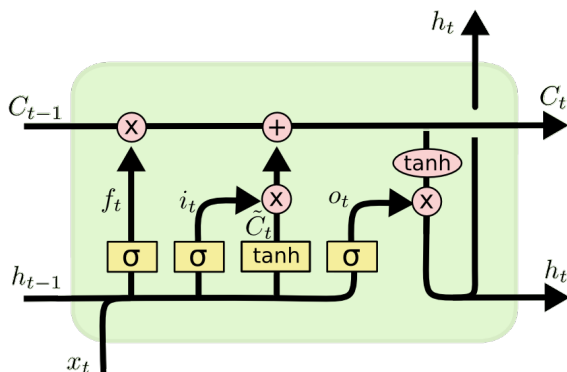 h_t
C_{t-1} x + C_t
tanh
f_t i_t x o_t x
C̃_t
σ σ tanh σ
h_{t-1} h_t
x_t